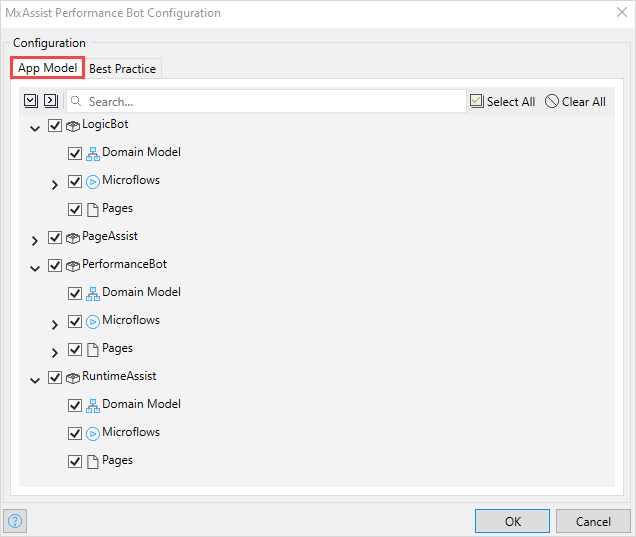 MxAssist Performance Bot Configuration
Configuration
App Model
Best Practice
Search...
Select All
Clear All
LogicBot
Domain Model
Microflows
Pages
PageAssist
PerformanceBot
Domain Model
Microflows
Pages
RuntimeAssist
Domain Model
Microflows
Pages
?
OK
Cancel